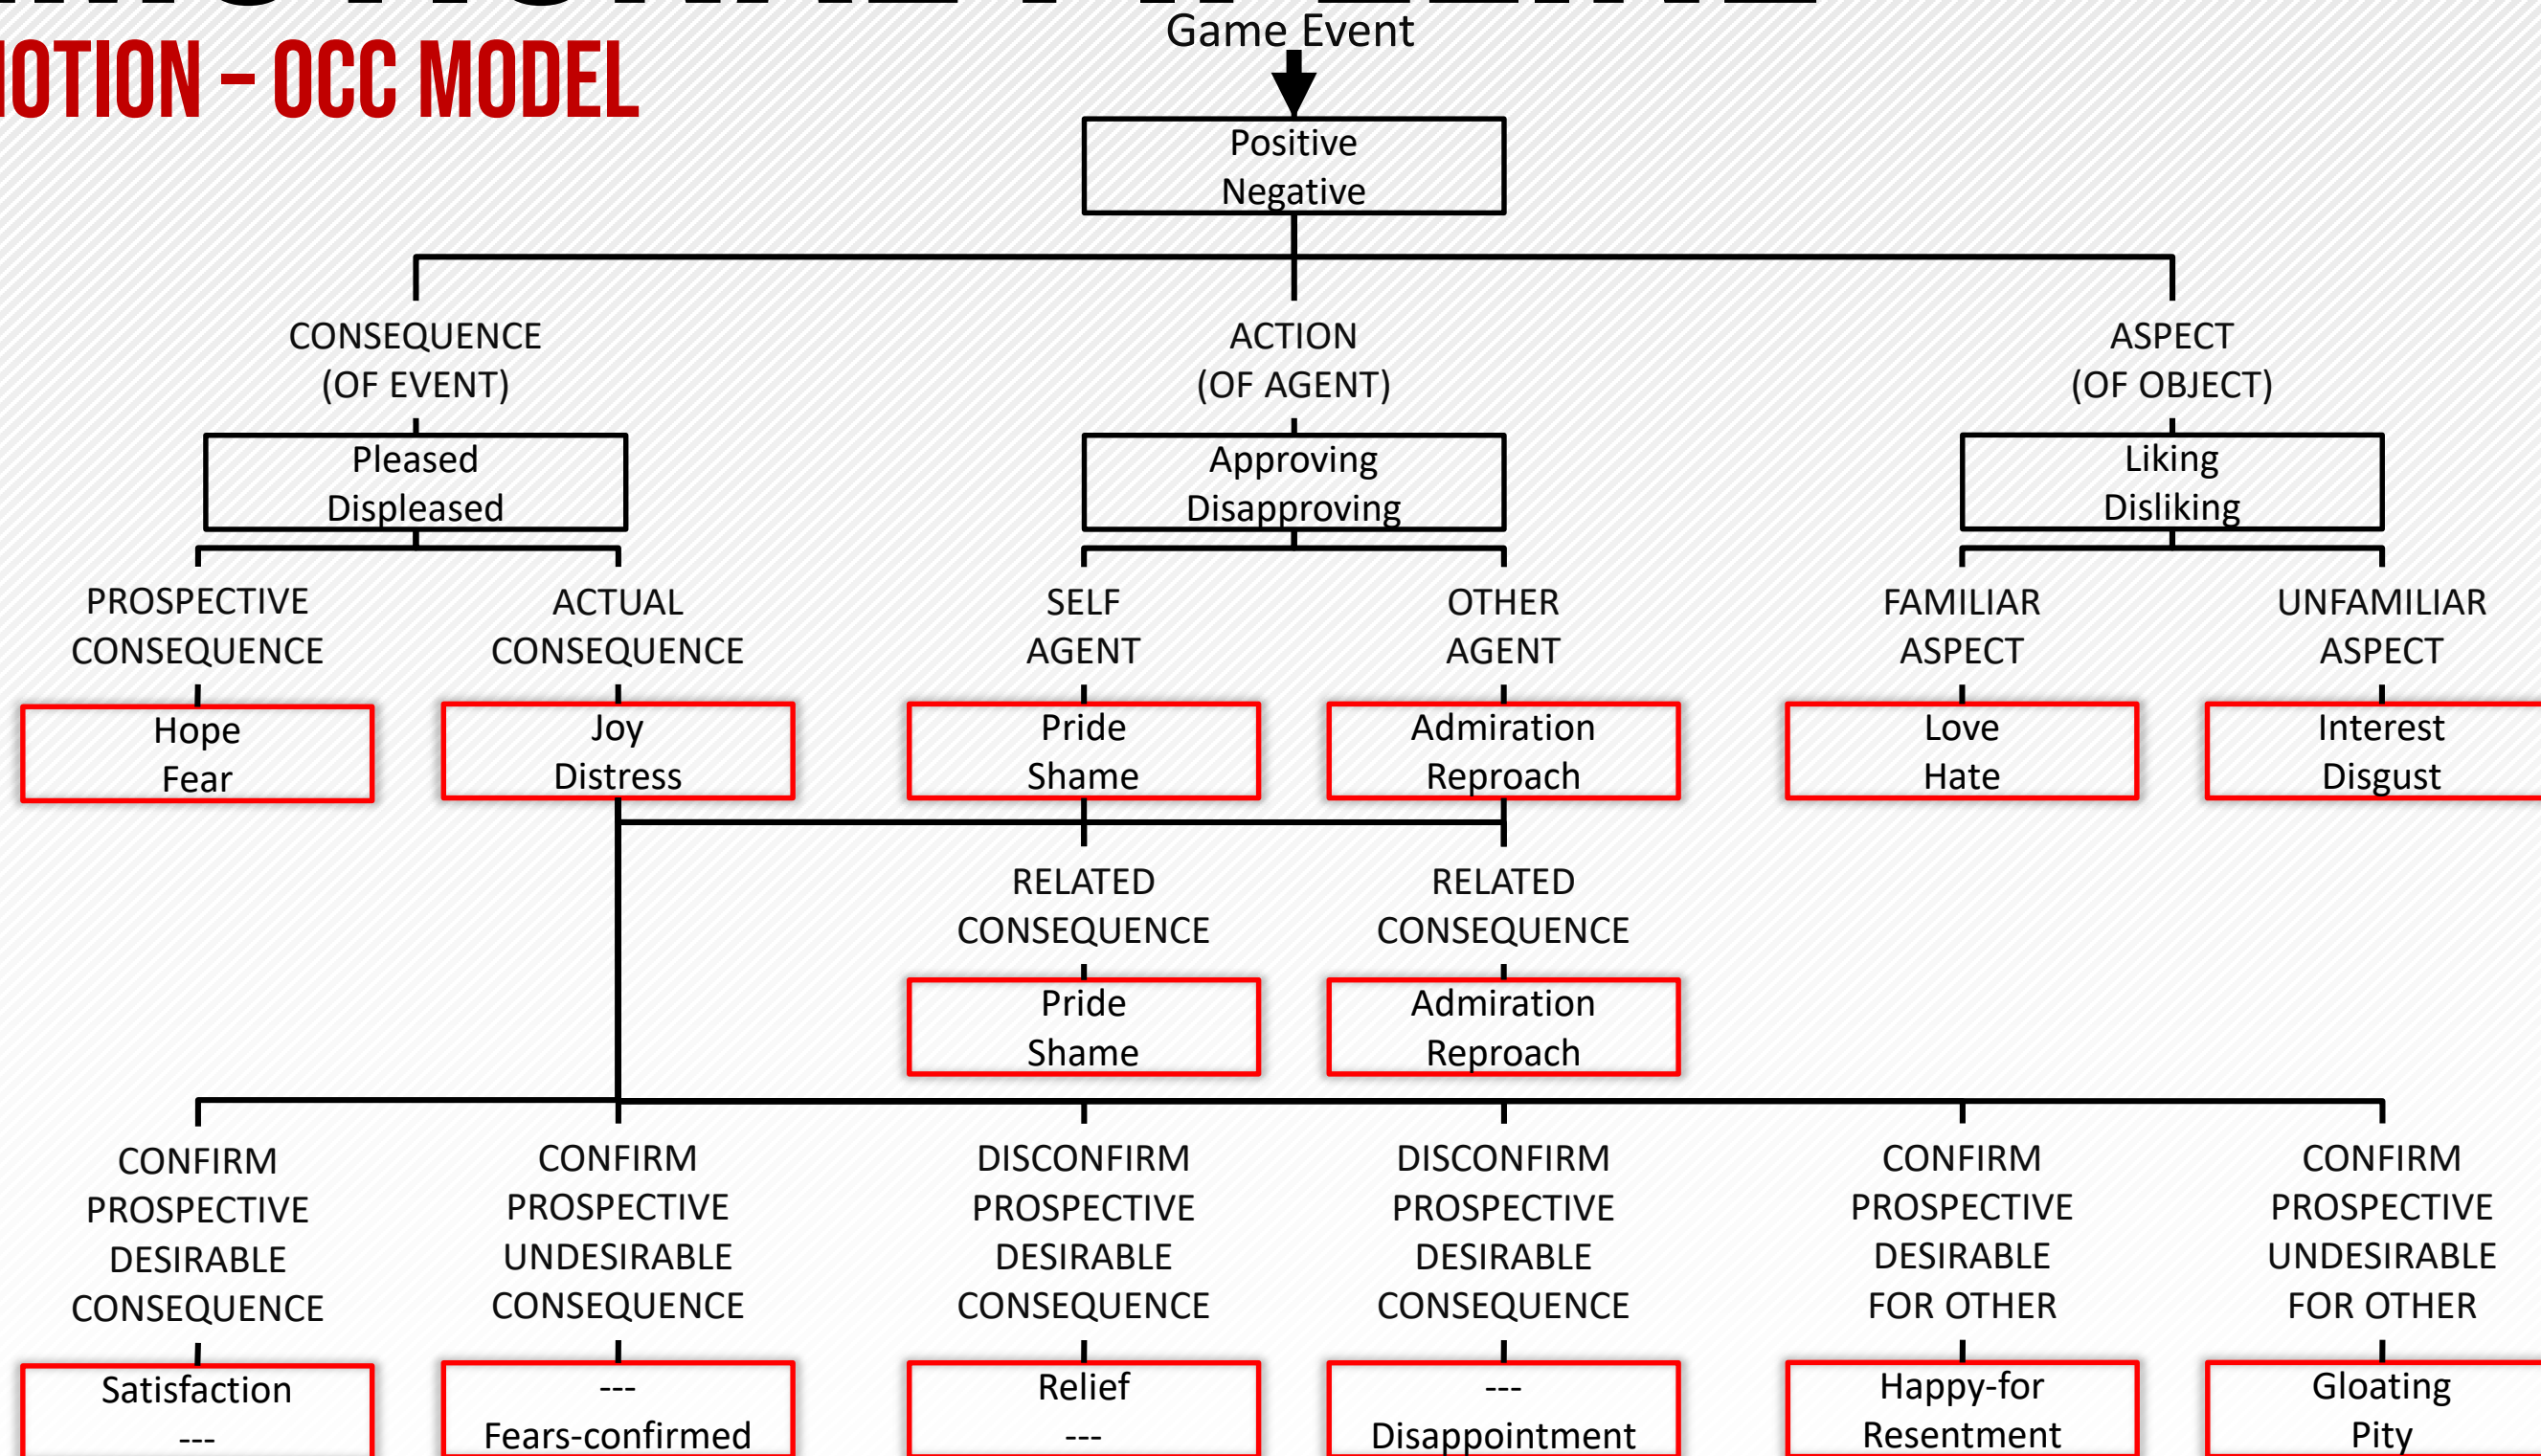 Game Event
MOTION – OCC MODEL
Positive
Negative
CONSEQUENCE
(OF EVENT)
ACTION
(OF AGENT)
ASPECT
(OF OBJECT)
Pleased
Displeased
Approving
Disapproving
Liking
Disliking
PROSPECTIVE
CONSEQUENCE
ACTUAL
CONSEQUENCE
SELF
AGENT
OTHER
AGENT
FAMILIAR
ASPECT
UNFAMILIAR
ASPECT
Hope
Fear
Joy
Distress
Pride
Shame
Admiration
Reproach
Love
Hate
Interest
Disgust
RELATED
CONSEQUENCE
RELATED
CONSEQUENCE
Pride
Shame
Admiration
Reproach
CONFIRM
PROSPECTIVE
DESIRABLE
CONSEQUENCE
CONFIRM
PROSPECTIVE
UNDESIRABLE
CONSEQUENCE
DISCONFIRM
PROSPECTIVE
DESIRABLE
CONSEQUENCE
DISCONFIRM
PROSPECTIVE
DESIRABLE
CONSEQUENCE
CONFIRM
PROSPECTIVE
DESIRABLE
FOR OTHER
CONFIRM
PROSPECTIVE
UNDESIRABLE
FOR OTHER
Satisfaction
---
---
Fears-confirmed
Relief
---
---
Disappointment
Happy-for
Resentment
Gloating
Pity